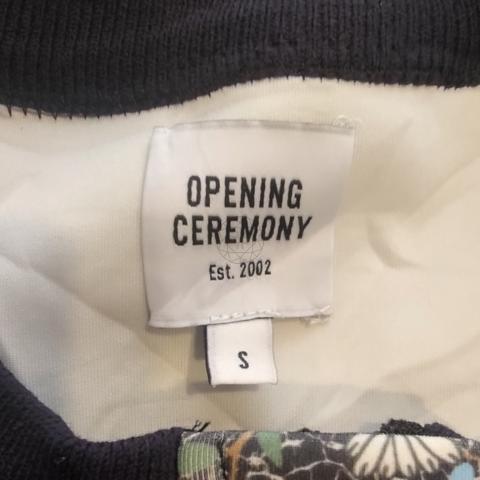 OPENING
CEREMONY
Est. 2002
S